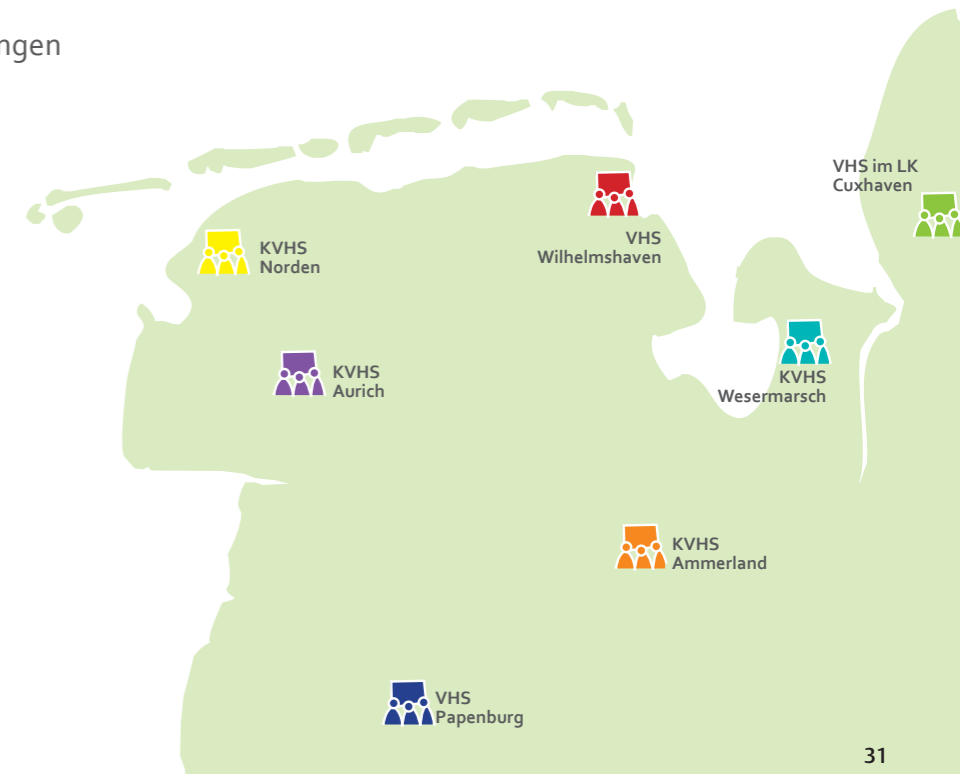 ngen
VHS im LK
Cuxhaven
VHS
Wilhelmshaven
KVHS
Norden
KVHS
Aurich
KVHS
Wesermarsch
KVHS
Ammerland
VHS
Papenburg
31